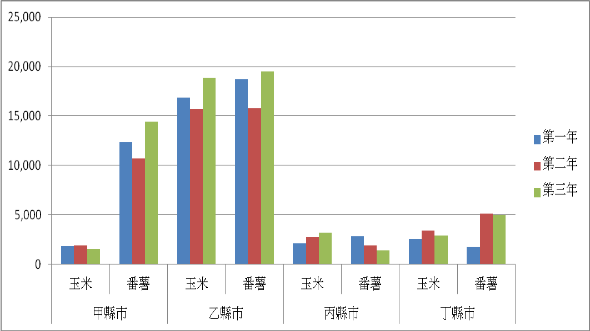 25,000
20,000
15,000
10,000
5,000
0
玉米 番薯 玉米 番薯 玉米 番薯 玉米 番薯
甲縣市 乙縣市 丙縣市 丁縣市
第一年
第二年
第三年